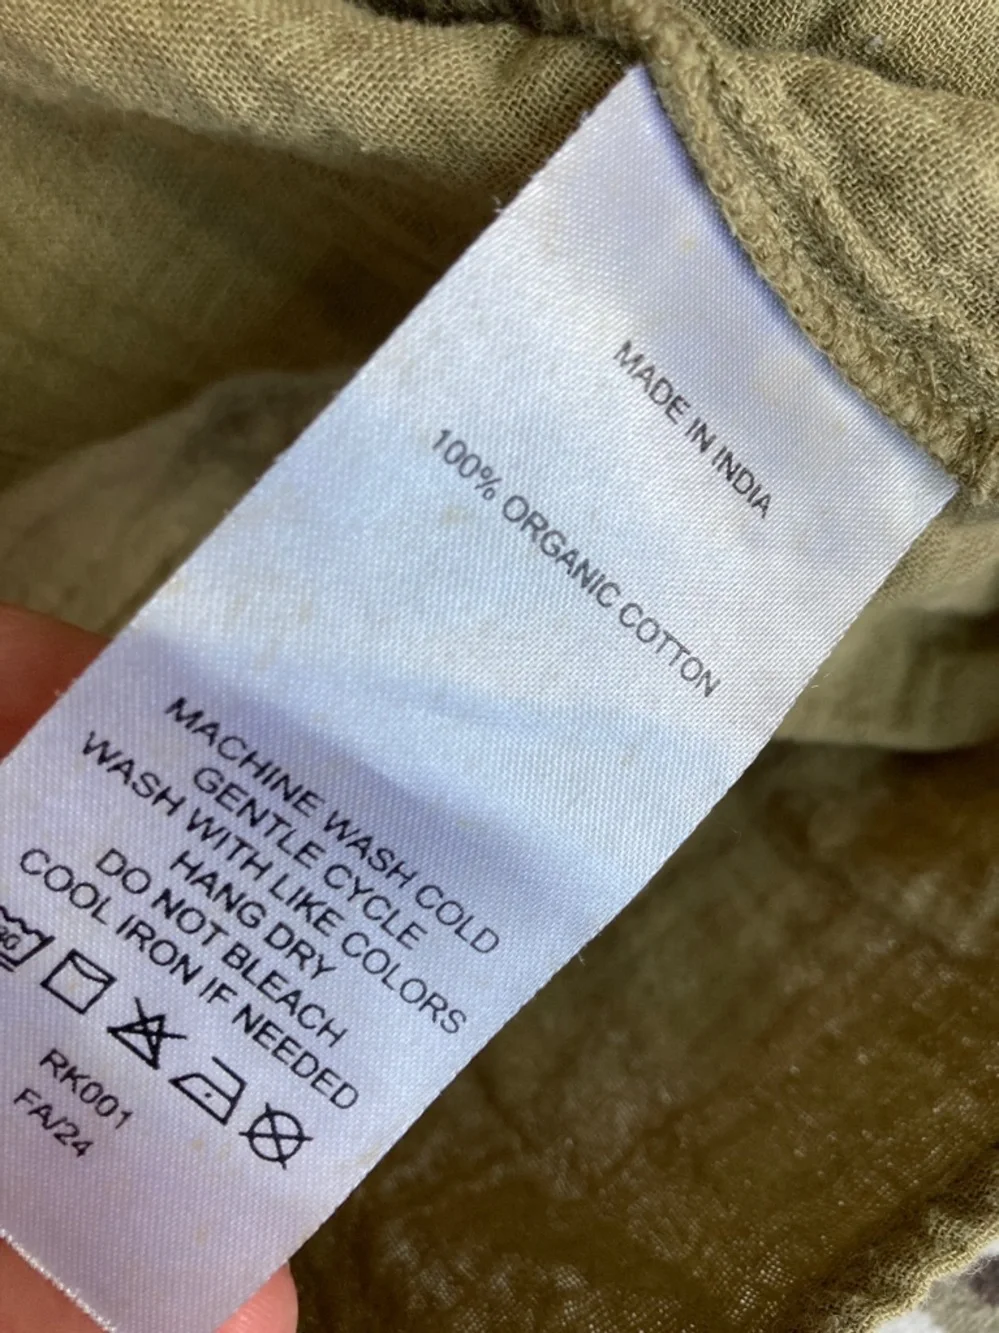 MADE IN INDIA
100% ORGANIC COTTON
MACHINE WASH COLD
GENTLE CYCLE
WASH WITH LIKE COLORS
HANG DRY
DO NOT BLEACH
COOL IRON IF NEEDED
30
RK001
FA/24